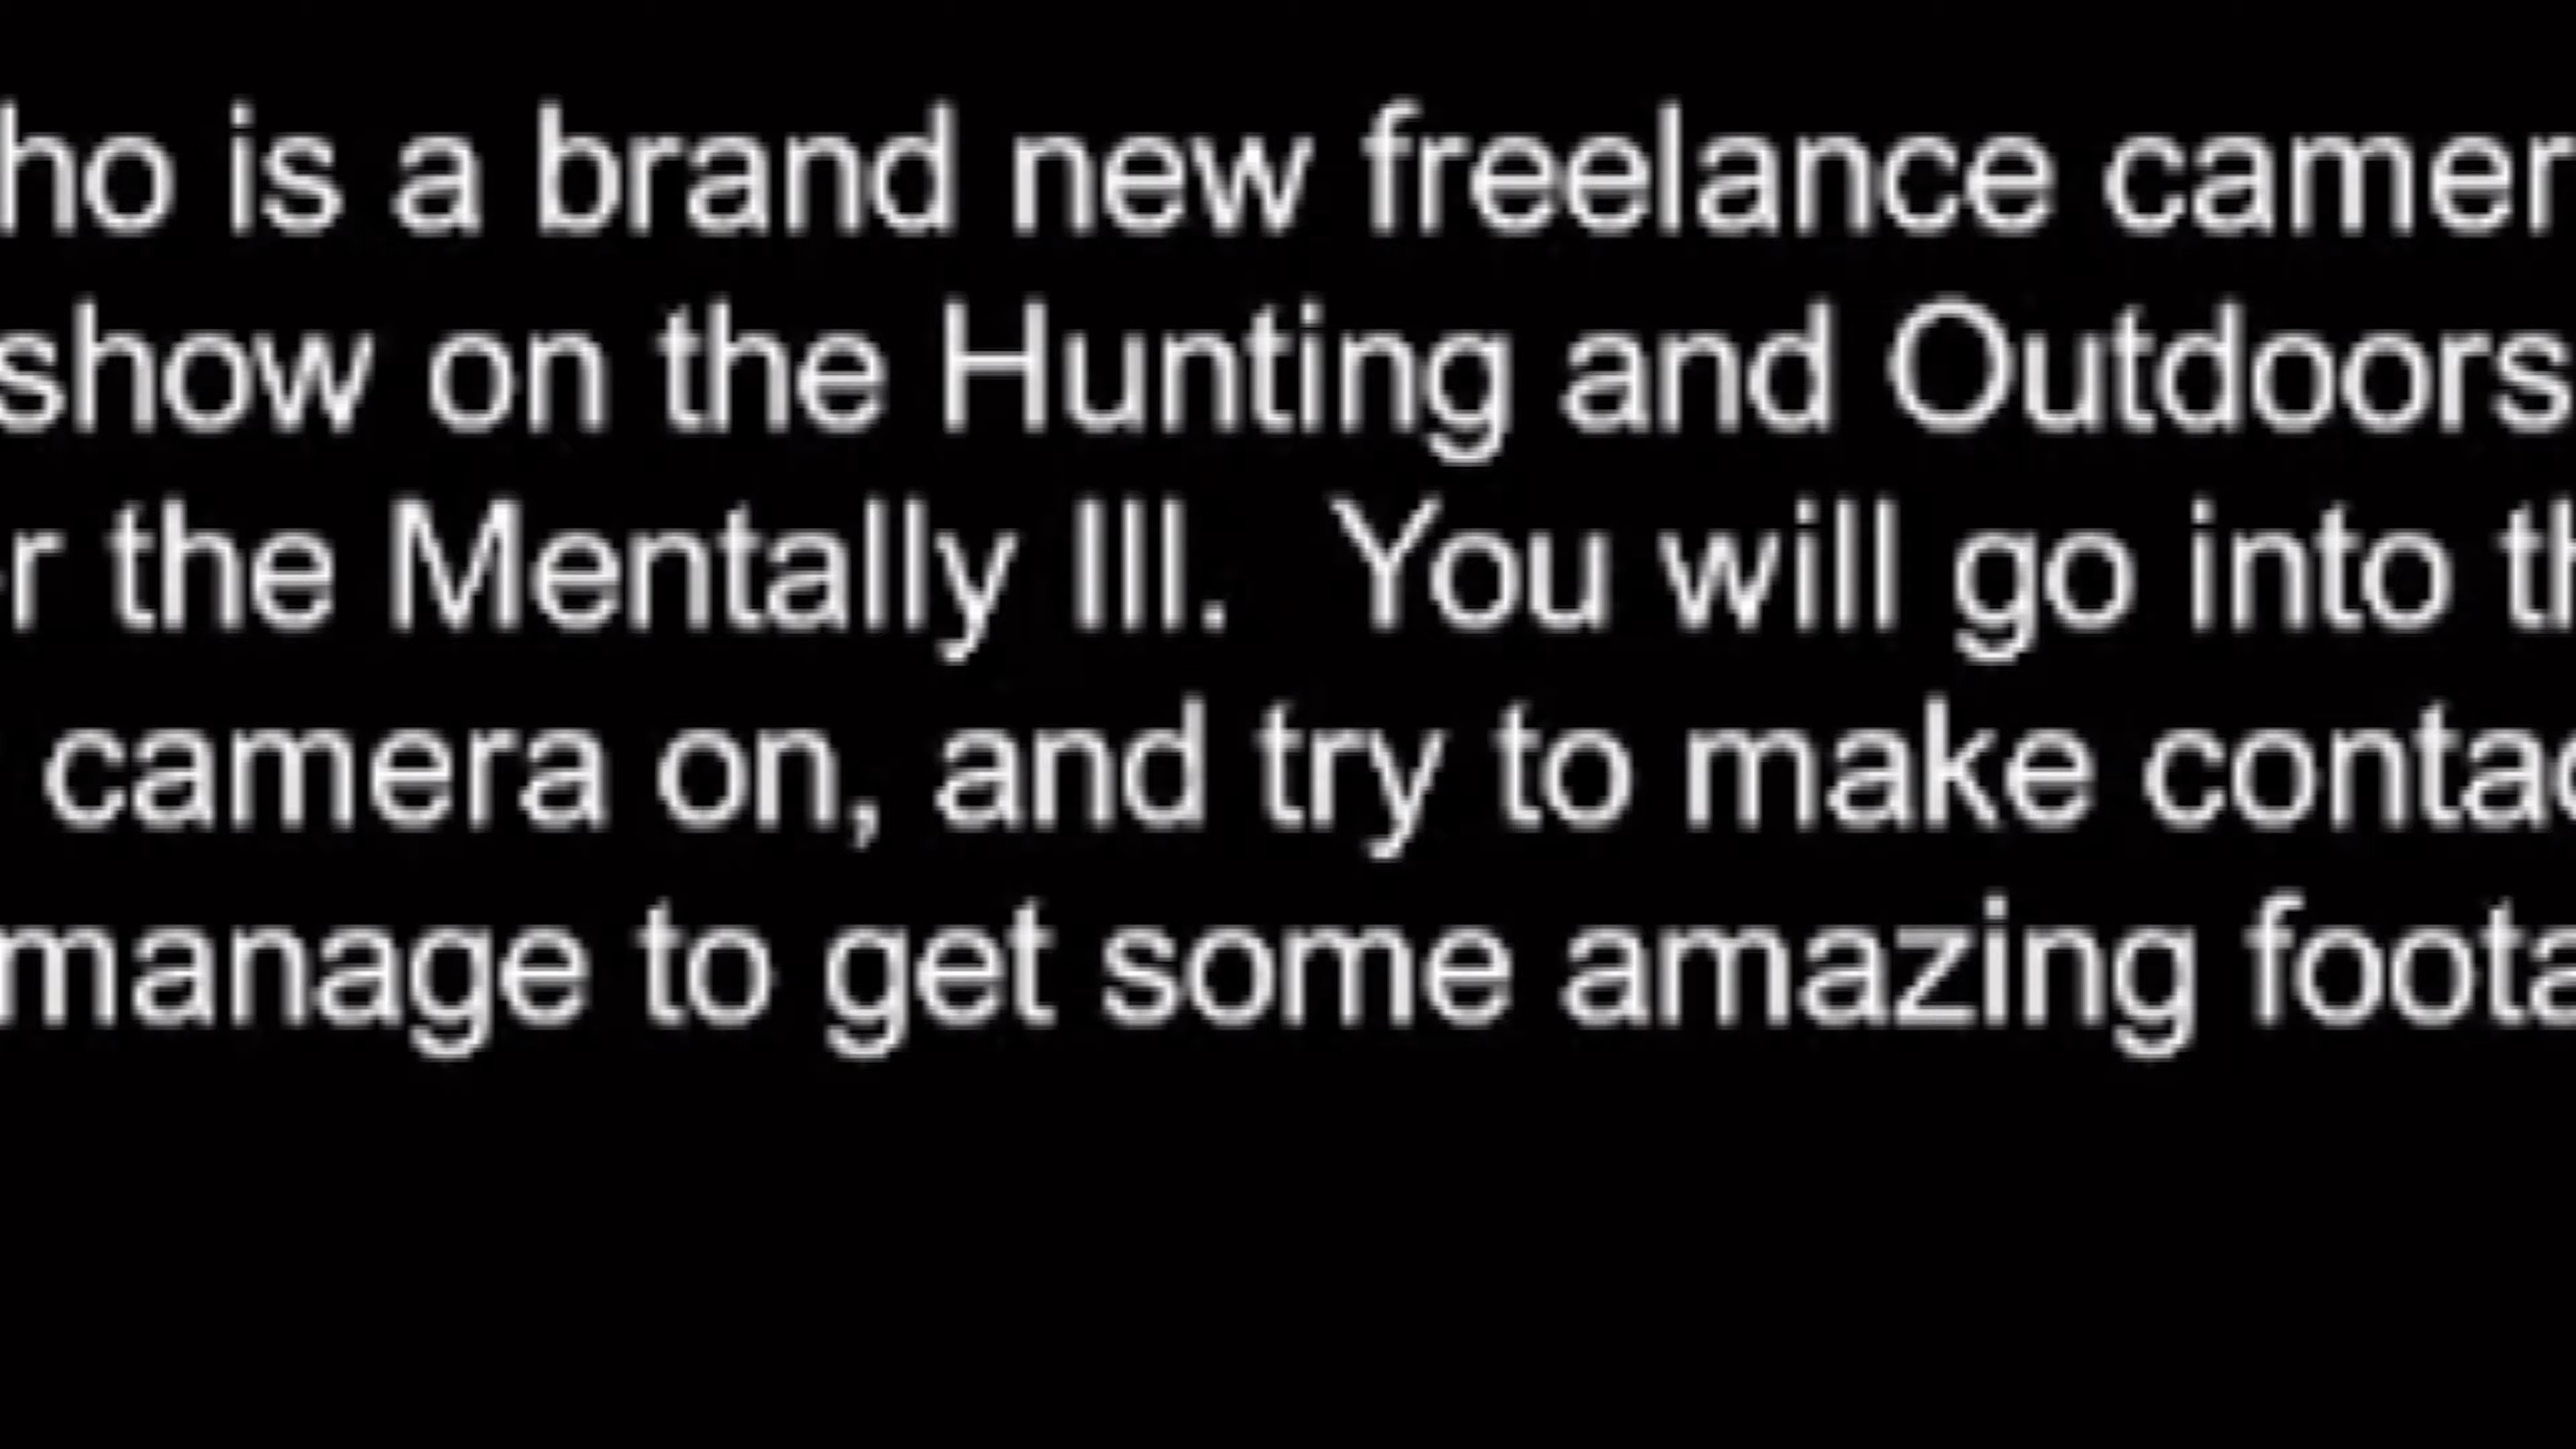 ho is a brand new freelance camer
show on the Hunting and Outdoors
r the Mentally Ill.  You will go into th
camera on, and try to make contac
manage to get some amazing foota